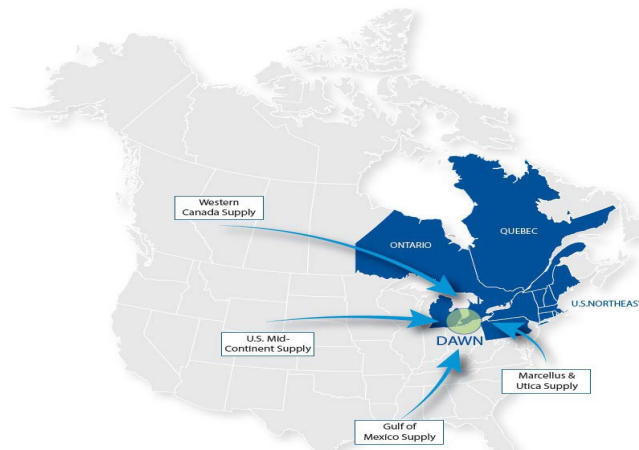 Western
Canada Supply
ONTARIO
QUEBEC
U.S.NORTHEAST
U.S. Mid-
Continent Supply
DAWN
Marcellus &
Utica Supply
Gulf of
Mexico Supply